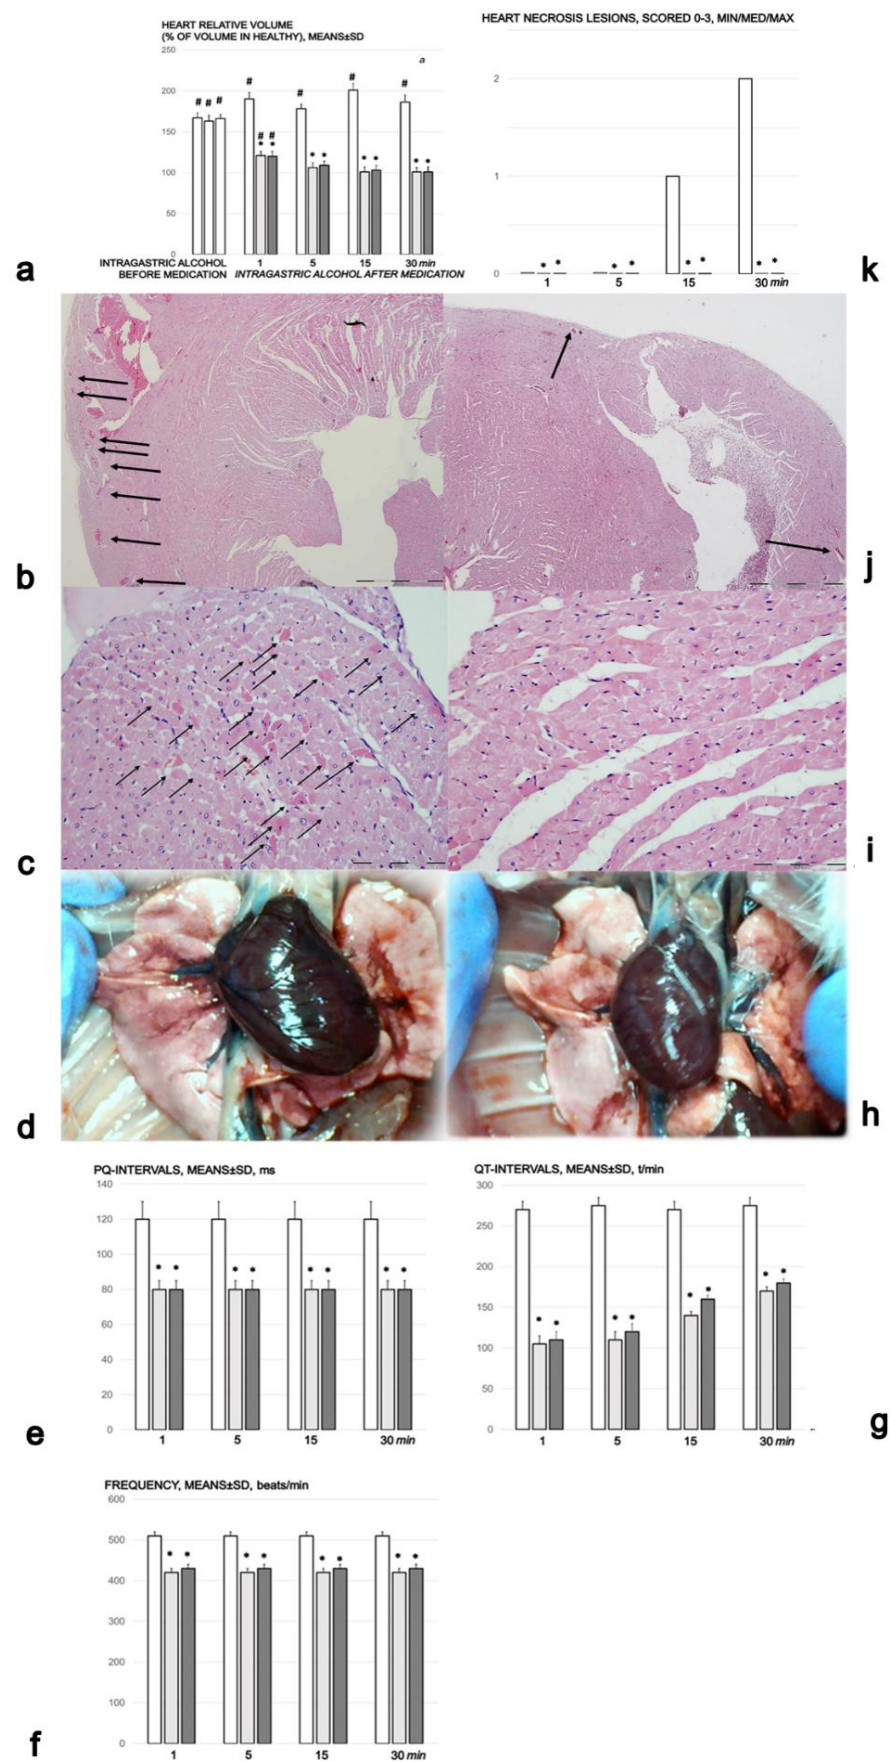 HEART RELATIVE VOLUME
(% OF VOLUME IN HEALTHY), MEANS±SD
250
a
200
# # # # # # #
150
# #
* * * * * * * *
100
50
0
INTRAGASTRIC ALCOHOL 1 5 15 30 min
BEFORE MEDICATION INTRAGASTRIC ALCOHOL AFTER MEDICATION
a
HEART NECROSIS LESIONS, SCORED 0-3, MIN/MED/MAX
2
1
* * * * * * * *
0
1 5 15 30 min
k
b
j
c
i
d
h
PQ-INTERVALS, MEANS±SD, ms
140
120
100
* * * * * * * *
80
60
40
20
0
1 5 15 30 min
e
QT-INTERVALS, MEANS±SD, t/min
300
250
200
* * * * * * * *
150
100
50
0
1 5 15 30 min
g
FREQUENCY, MEANS±SD, beats/min
600
500
* * * * * * * *
400
300
200
100
0
1 5 15 30 min
f